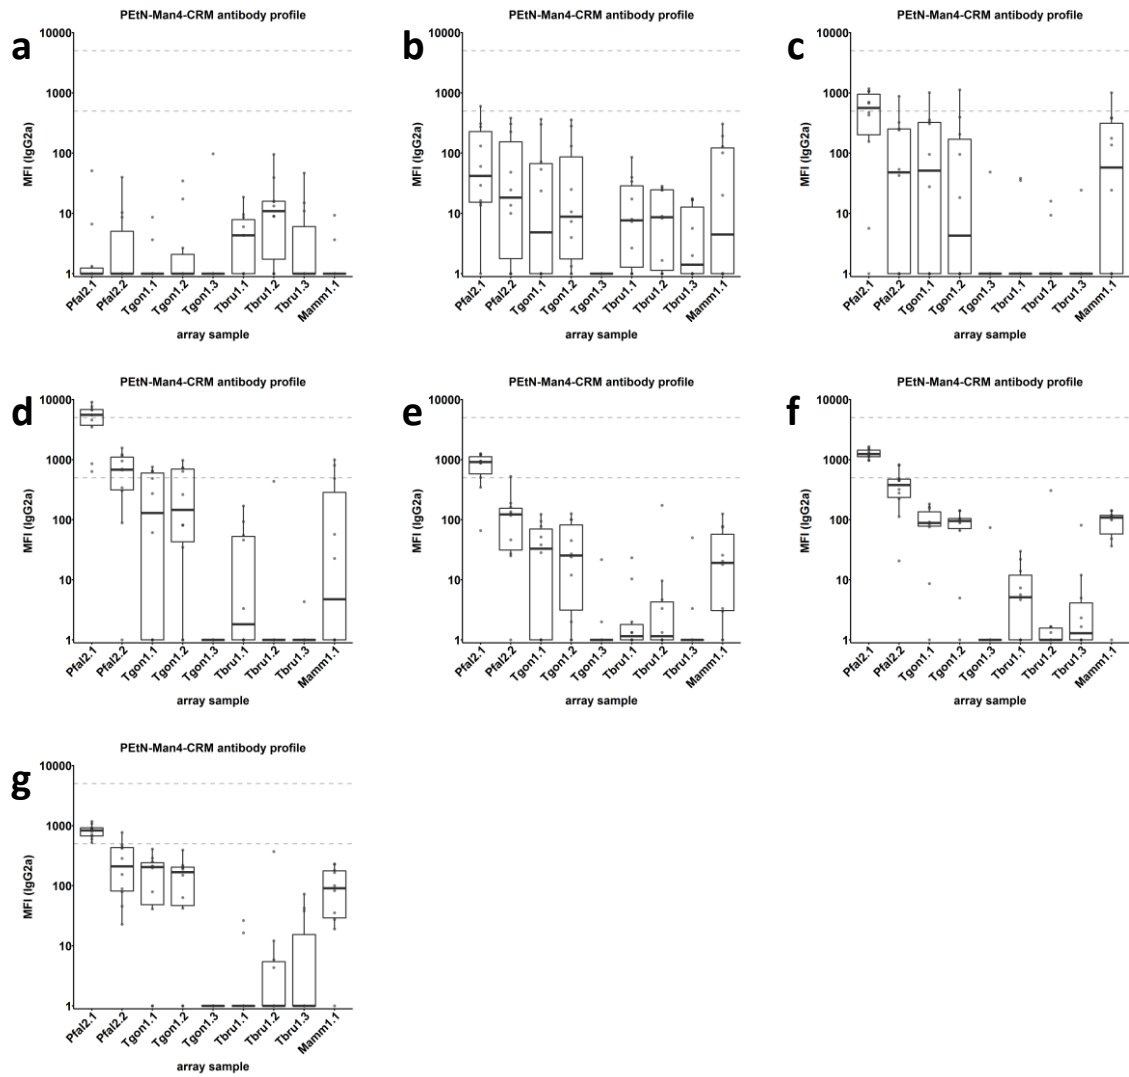 PEtN-Man4-CRM antibody profile
a
MFI (IgG2a)
10000
1000
100
10
1
Pfal2.1
Pfal2.2
Tgon1.1
Tgon1.2
Tgon1.3
Tbru1.1
Tbru1.2
Tbru1.3
Mamm1.1
array sample
PEtN-Man4-CRM antibody profile
b
MFI (IgG2a)
10000
1000
100
10
1
Pfal2.1
Pfal2.2
Tgon1.1
Tgon1.2
Tgon1.3
Tbru1.1
Tbru1.2
Tbru1.3
Mamm1.1
array sample
PEtN-Man4-CRM antibody profile
c
MFI (IgG2a)
10000
1000
100
10
1
Pfal2.1
Pfal2.2
Tgon1.1
Tgon1.2
Tgon1.3
Tbru1.1
Tbru1.2
Tbru1.3
Mamm1.1
array sample
PEtN-Man4-CRM antibody profile
d
MFI (IgG2a)
10000
1000
100
10
1
Pfal2.1
Pfal2.2
Tgon1.1
Tgon1.2
Tgon1.3
Tbru1.1
Tbru1.2
Tbru1.3
Mamm1.1
array sample
PEtN-Man4-CRM antibody profile
e
MFI (IgG2a)
10000
1000
100
10
1
Pfal2.1
Pfal2.2
Tgon1.1
Tgon1.2
Tgon1.3
Tbru1.1
Tbru1.2
Tbru1.3
Mamm1.1
array sample
PEtN-Man4-CRM antibody profile
f
MFI (IgG2a)
10000
1000
100
10
1
Pfal2.1
Pfal2.2
Tgon1.1
Tgon1.2
Tgon1.3
Tbru1.1
Tbru1.2
Tbru1.3
Mamm1.1
array sample
PEtN-Man4-CRM antibody profile
g
MFI (IgG2a)
10000
1000
100
10
1
Pfal2.1
Pfal2.2
Tgon1.1
Tgon1.2
Tgon1.3
Tbru1.1
Tbru1.2
Tbru1.3
Mamm1.1
array sample